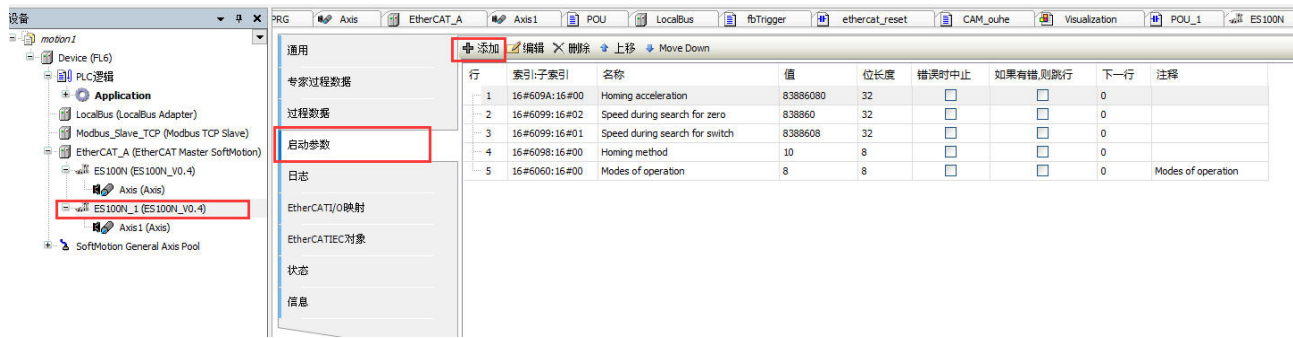 设备
PRG Axis EtherCAT_A Axis1 POU LocalBus fbTrigger ethercat_reset CAM_ouhe Visualization POU_1 ES100N
motion1
Device (FL6)
PLC逻辑
Application
LocalBus (LocalBus Adapter)
Modbus_Slave_TCP (Modbus TCP Slave)
EtherCAT_A (EtherCAT Master SoftMotion)
ES100N (ES100N_V0.4)
Axis (Axis)
ES100N_1 (ES100N_V0.4)
Axis1 (Axis)
SoftMotion General Axis Pool
通用
专家过程数据
过程数据
启动参数
日志
EtherCATI/O映射
EtherCATIEC对象
状态
信息
添加 编辑 删除 上移 Move Down
行 索引:子索引 名称 值 位长度 错误时中止 如果有错,则跳行 下一行 注释
1 16#609A:16#00 Homing acceleration 83886080 32 0
2 16#6099:16#02 Speed during search for zero 838860 32 0
3 16#6099:16#01 Speed during search for switch 8388608 32 0
4 16#6098:16#00 Homing method 10 8 0
5 16#6060:16#00 Modes of operation 8 8 0 Modes of operation